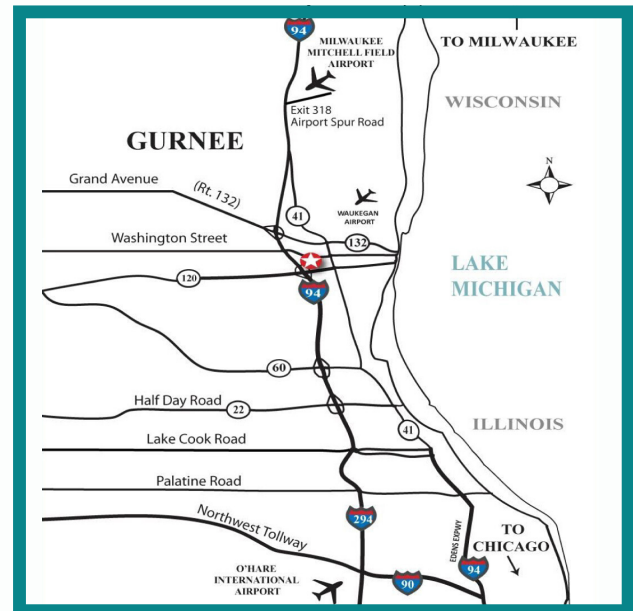 94
TO MILWAUKEE
MILWAUKEE
MITCHELL FIELD
AIRPORT
WISCONSIN
Exit 318
Airport Spur Road
GURNEE
N
Grand Avenue
(Rt. 132)
41
WAUKEGAN
AIRPORT
Washington Street
132
LAKE
MICHIGAN
120
94
60
Half Day Road
22
ILLINOIS
41
Lake Cook Road
Palatine Road
Northwest Tollway
294
EDENS EXPWY
TO
CHICAGO
O'HARE
INTERNATIONAL
AIRPORT
90
94